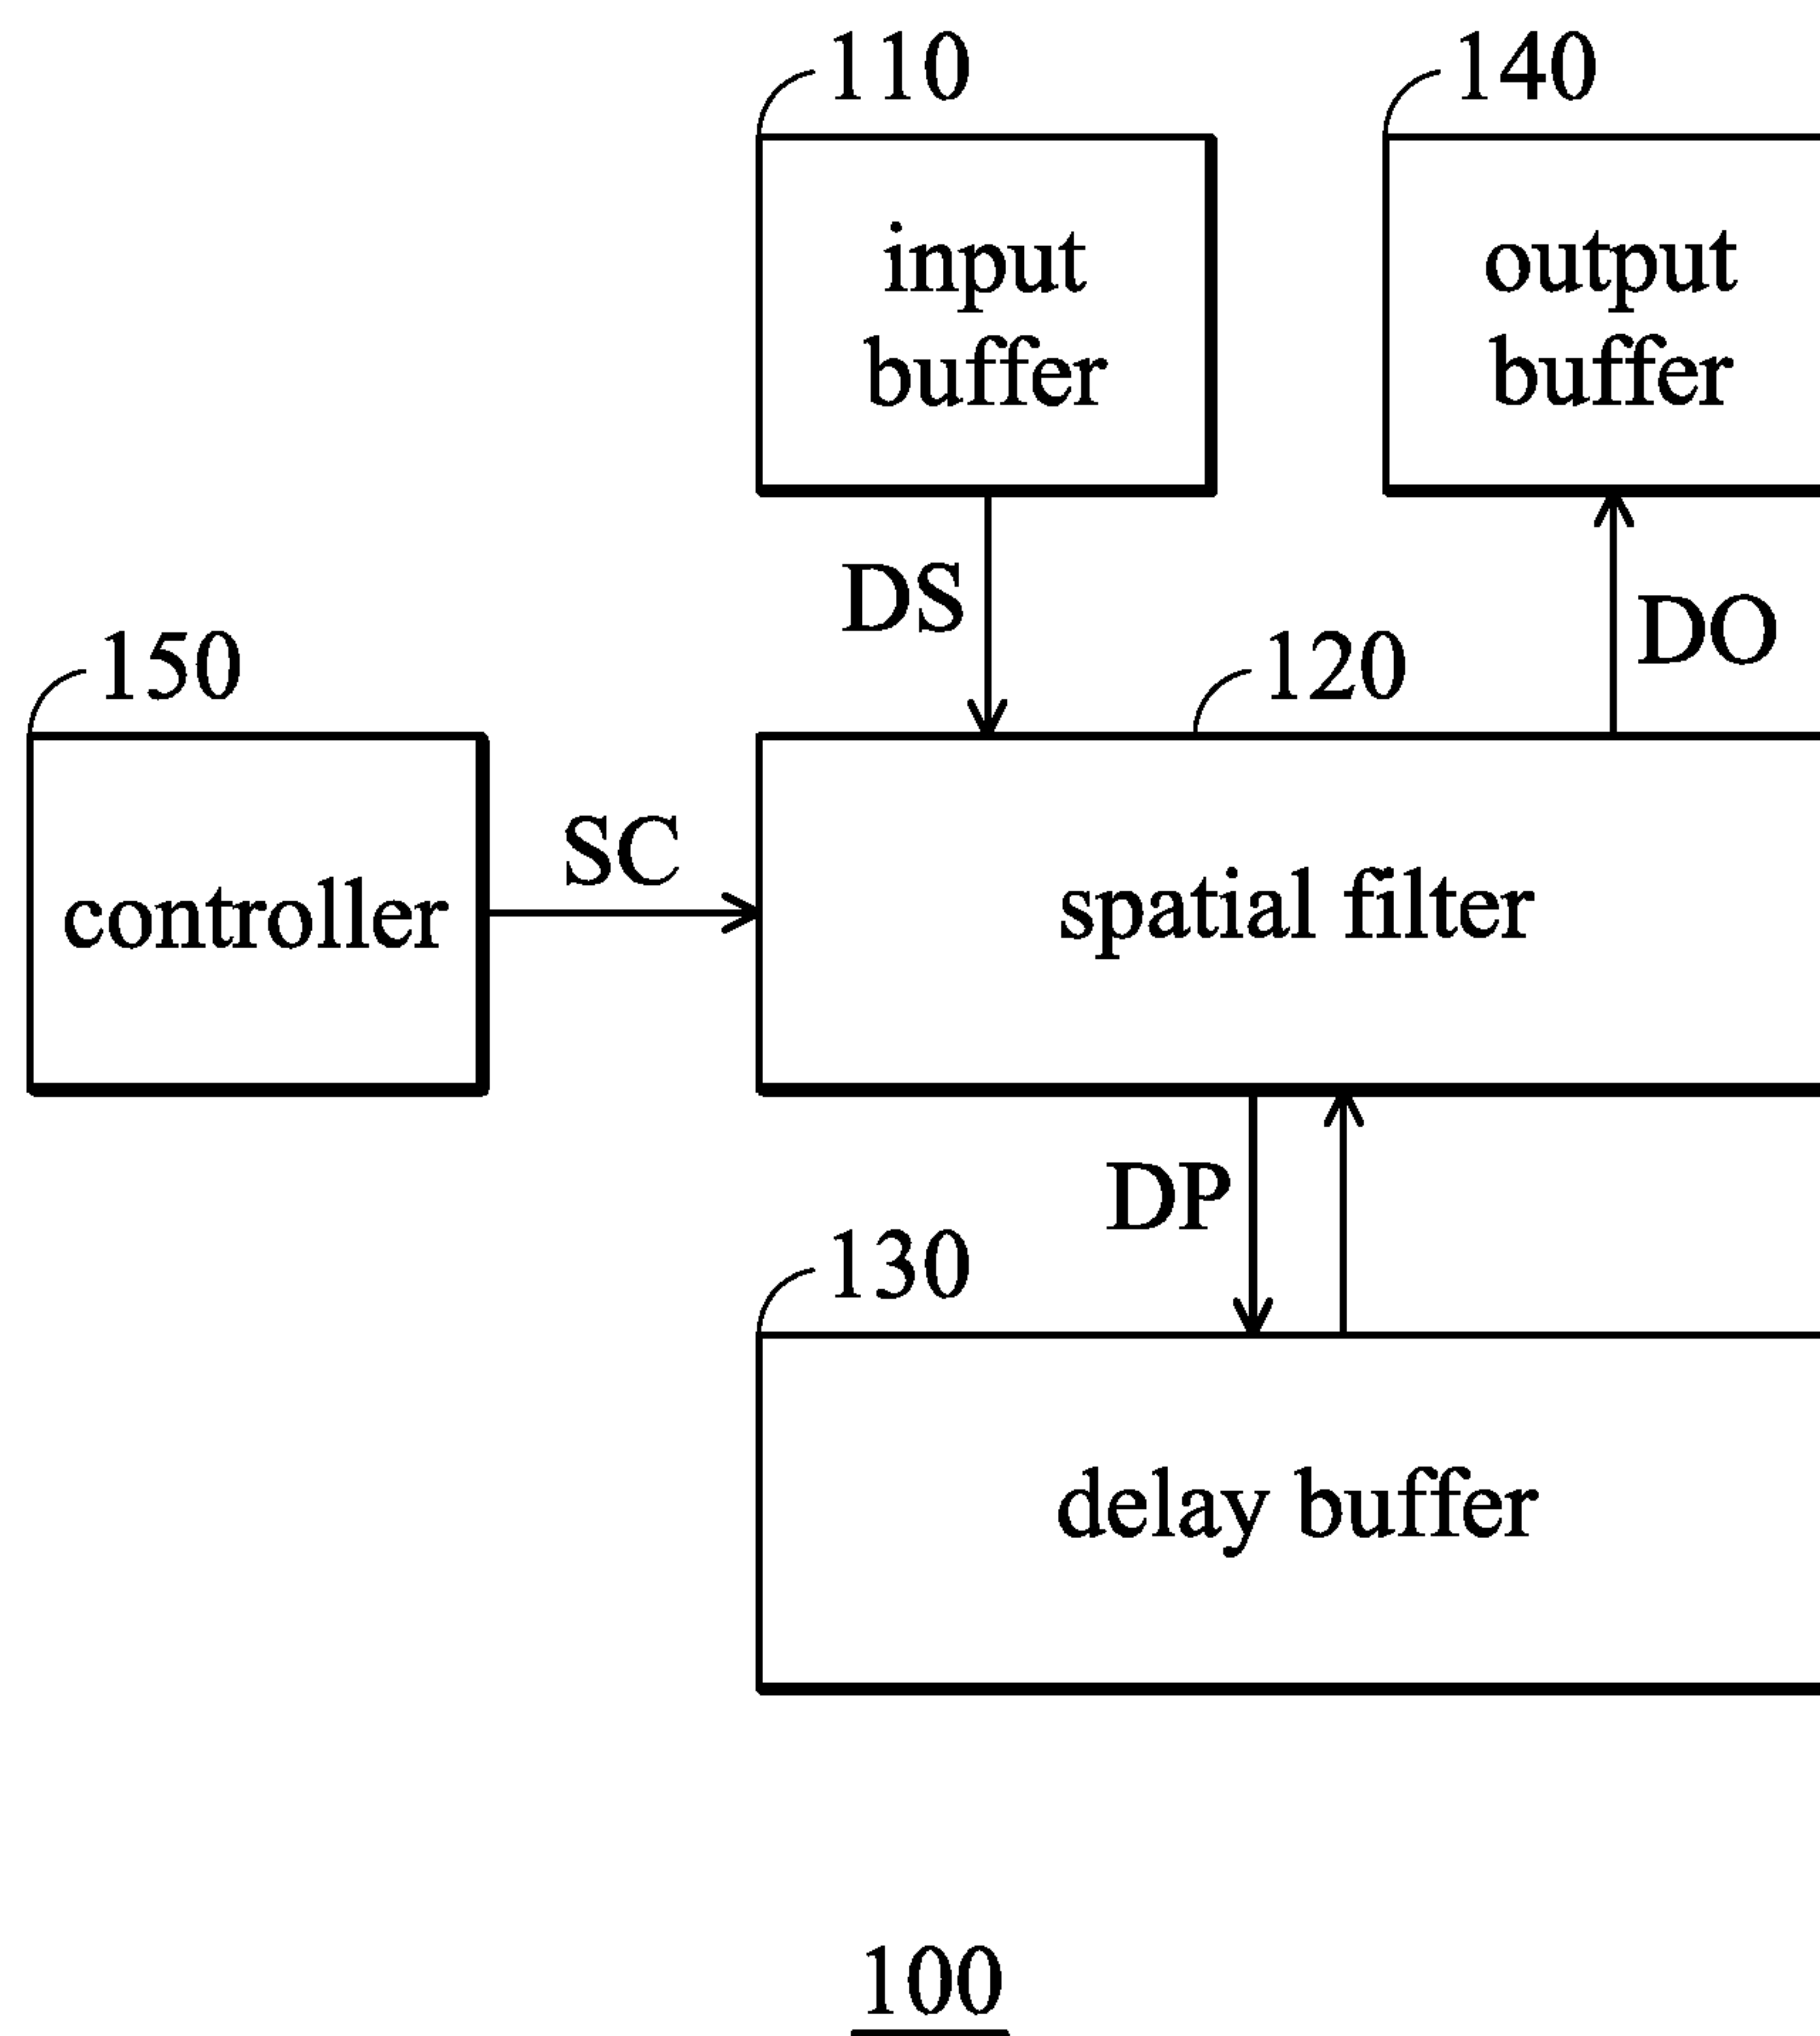 110
140
input
buffer
output
buffer
DS
DO
150
120
SC
controller
spatial filter
DP
130
delay buffer
100